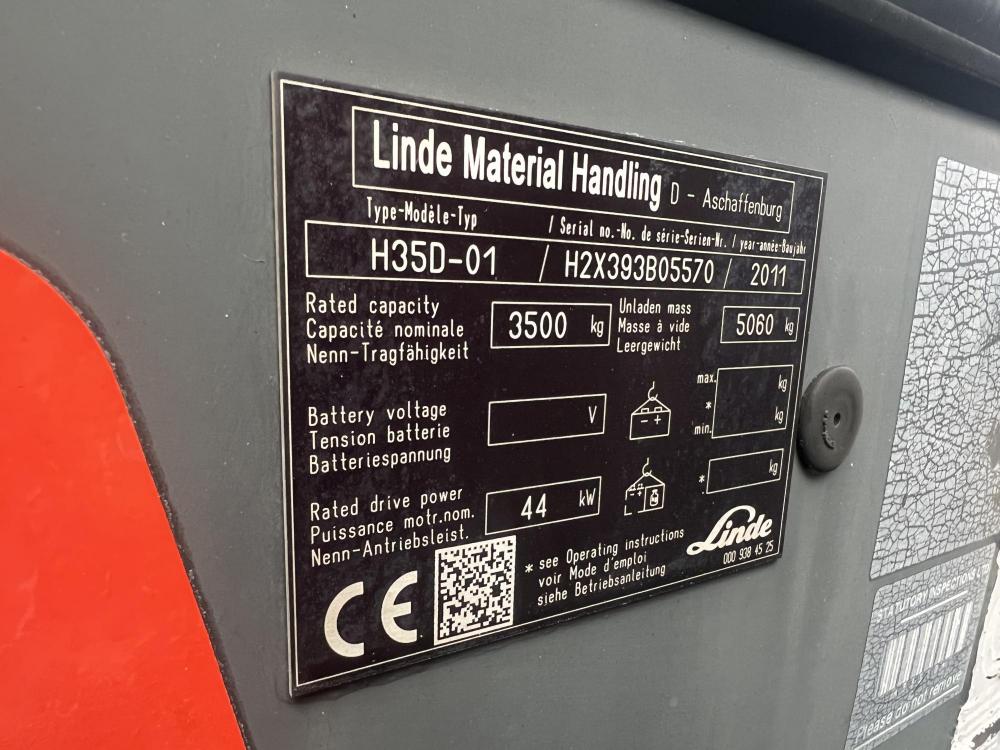 Linde Material Handling D - Aschaffenburg
Type-Modèle-Typ / Serial no.-No. de série-Serien-Nr. / year-année-Baujahr
H35D-01 / H2X393B05570 / 2011
Rated capacity
Capacité nominale
Nenn-Tragfähigkeit
3500 kg
Unladen mass
Masse à vide
Leergewicht
5060 kg
Battery voltage
Tension batterie
Batteriespannung
V
- +
max. kg
* kg
min.
Rated drive power
Puissance motr.nom.
Nenn-Antriebsleist.
44 kW
* kg
* see Operating instructions
voir Mode d'emploi
siehe Betriebsanleitung
Linde
000 938 45 25
CE
STATUTORY INSPECTIONS
Please do not remove